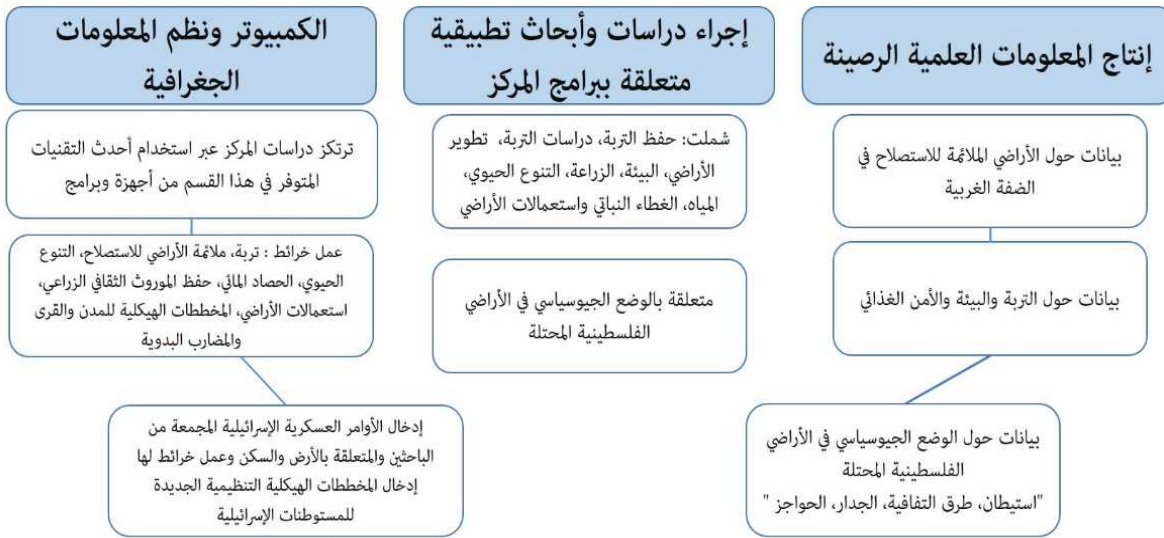 إنتاج المعلومات العلمية الرصينة
بيانات حول الأراضي الملائمة للاستصلاح في
الضفة الغربية
بيانات حول التربة والبيئة والأمن الغذائي
بيانات حول الوضع الجيوسياسي في الأراضي
الفلسطينية المحتلة
"استيطان، طرق التفافية، الجدار، الحواجز "
إجراء دراسات وأبحاث تطبيقية
متعلقة ببرامج المركز
شملت: حفظ التربة، دراسات التربة، تطوير
الأراضي، البيئة، الزراعة، التنوع الحيوي،
المياه، الغطاء النباتي واستعمالات الأراضي
متعلقة بالوضع الجيوسياسي في الأراضي
الفلسطينية المحتلة
الكمبيوتر ونظم المعلومات
الجغرافية
ترتكز دراسات المركز عبر استخدام أحدث التقنيات
المتوفر في هذا القسم من أجهزة وبرامج
عمل خرائط : تربة، ملائمة الأراضي للاستصلاح، التنوع
الحيوي، الحصاد المائي، حفظ الموروث الثقافي الزراعي،
استعمالات الأراضي، المخططات الهيكلية للمدن والقرى
والمضارب البدوية
إدخال الأوامر العسكرية الإسرائيلية المجمعة من
الباحثين والمتعلقة بالأرض والسكن وعمل خرائط لها
إدخال المخططات الهيكلية التنظيمية الجديدة
للمستوطنات الإسرائيلية